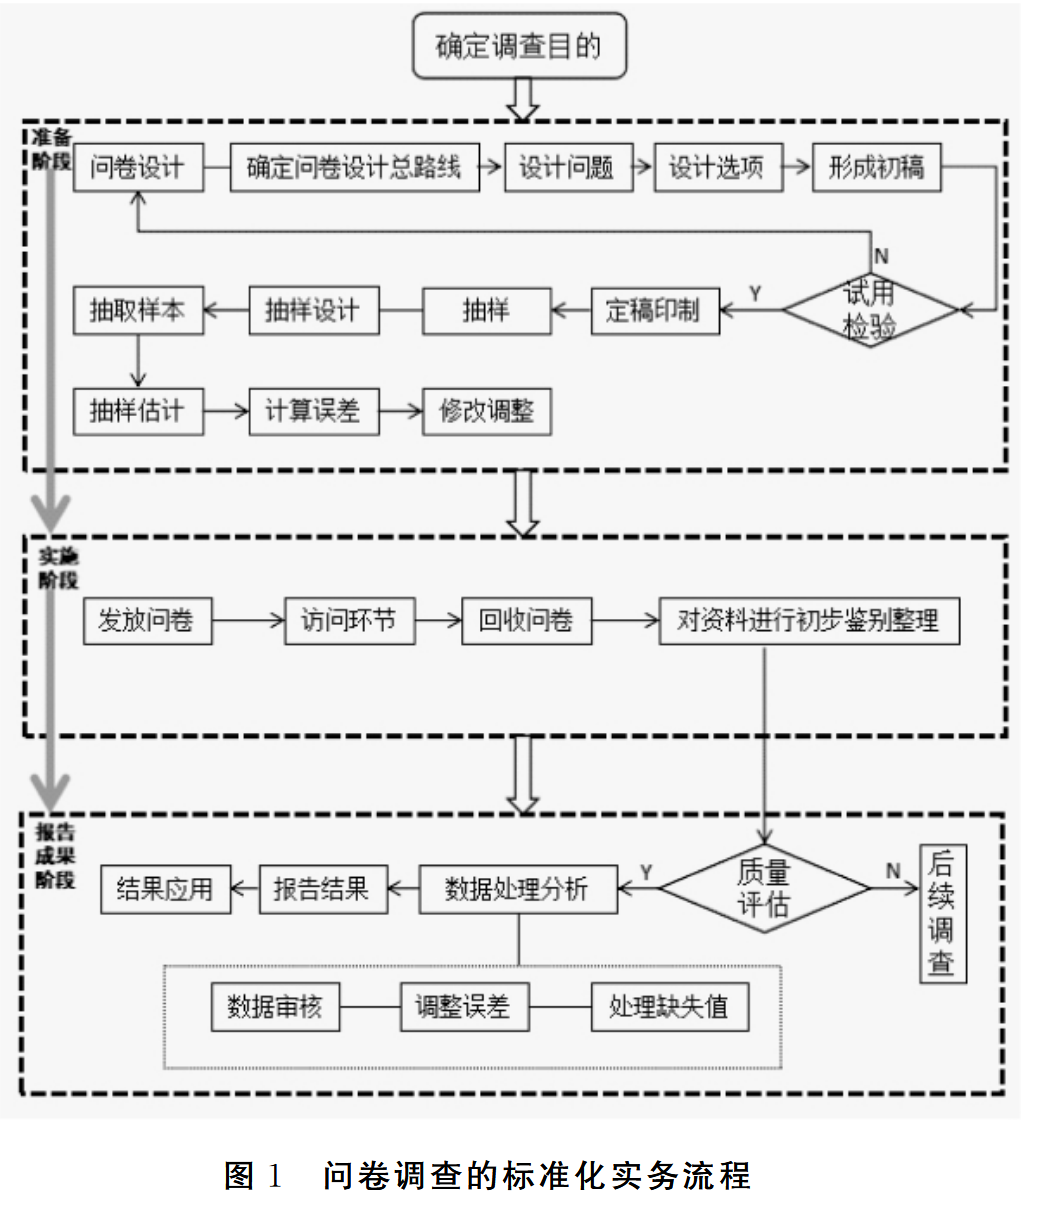 确定调查目的
准备
阶段
问卷设计
确定问卷设计总路线
设计问题
设计选项
形成初稿
N
试用
检验
Y
定稿印制
抽样
抽样设计
抽取样本
抽样估计
计算误差
修改调整
实施
阶段
发放问卷
访问环节
回收问卷
对资料进行初步鉴别整理
报告
成果
阶段
质量
评估
N
后
续
调
查
Y
数据处理分析
报告结果
结果应用
数据审核
调整误差
处理缺失值
图 1 问卷调查的标准化实务流程